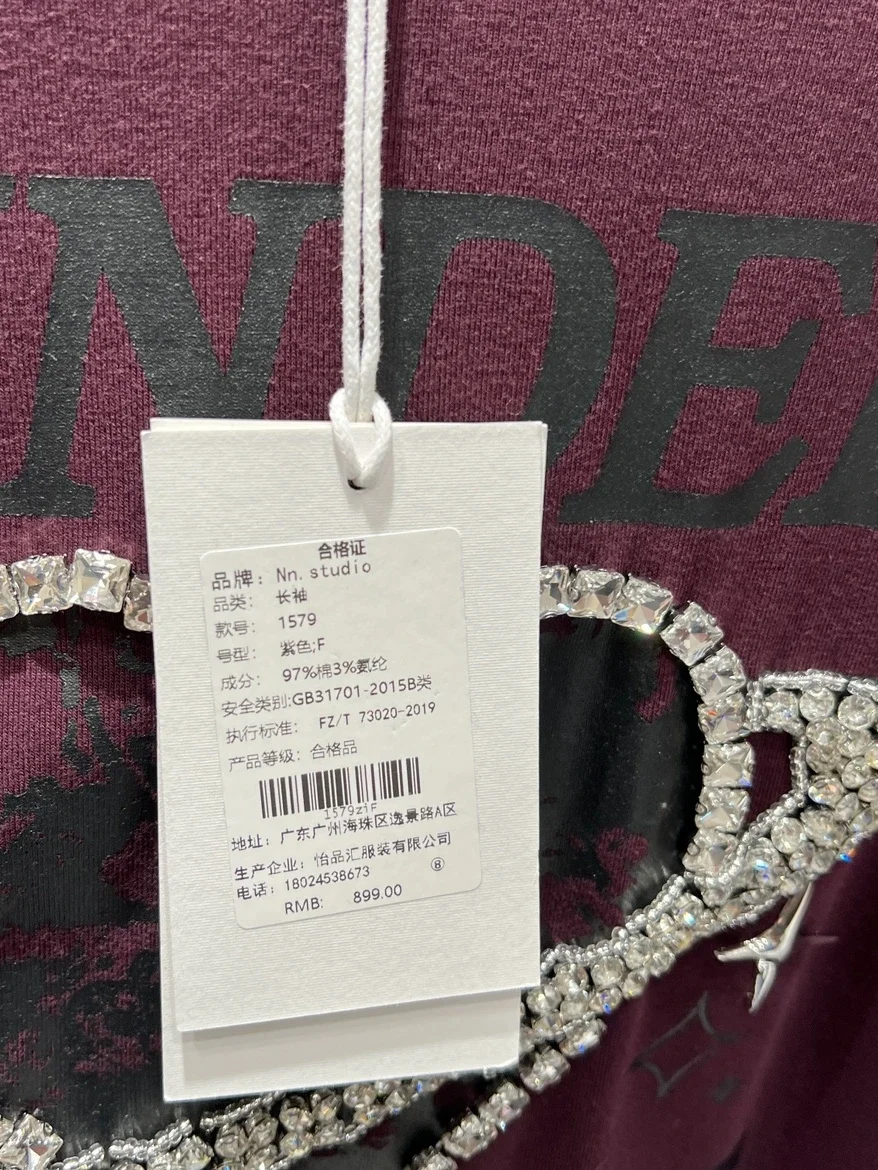 NDE
合格证
品牌： Nn. studio
品类： 长袖
款号： 1579
号型： 紫色;F
成分： 97%棉3%氨纶
安全类别:GB31701-2015B类
执行标准： FZ/T 73020-2019
产品等级： 合格品
1579ziF
地址： 广东广州海珠区逸景路A区
生产企业： 怡品汇服装有限公司
电话： 18024538673 ⑧
RMB: 899.00